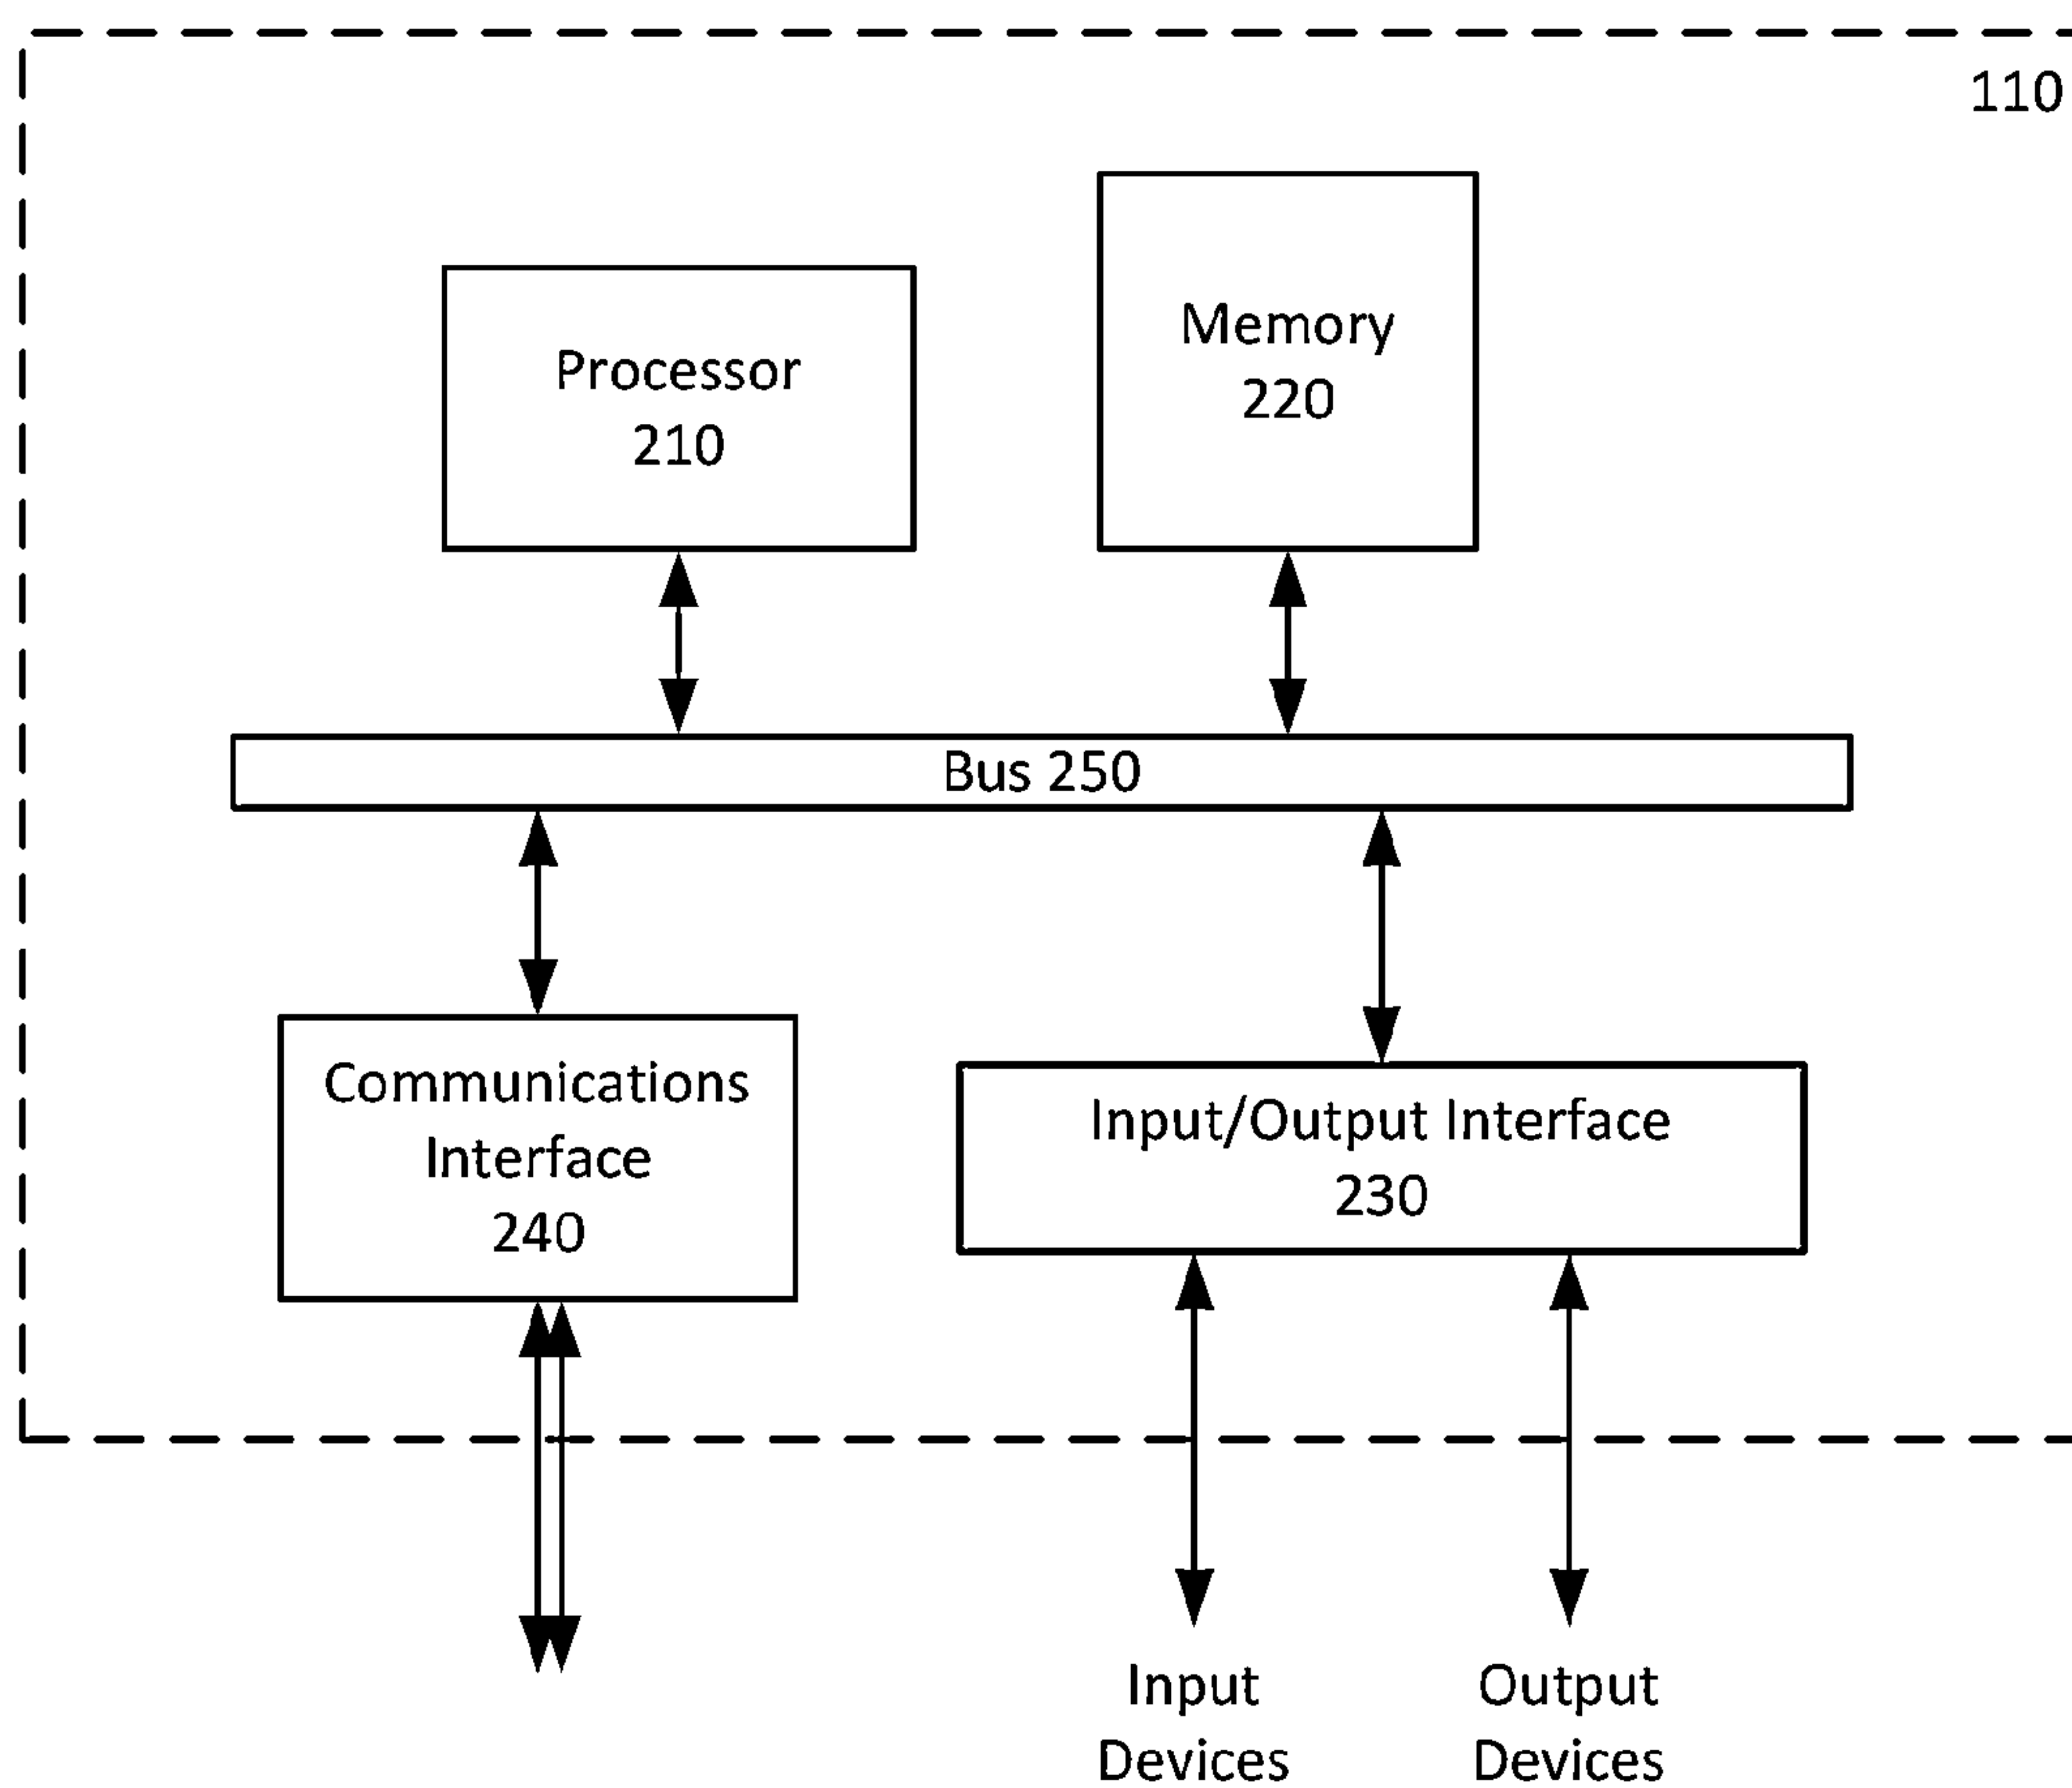 110
Processor
210
Memory
220
Bus 250
Communications
Interface
240
Input/Output Interface
230
Input
Devices
Output
Devices